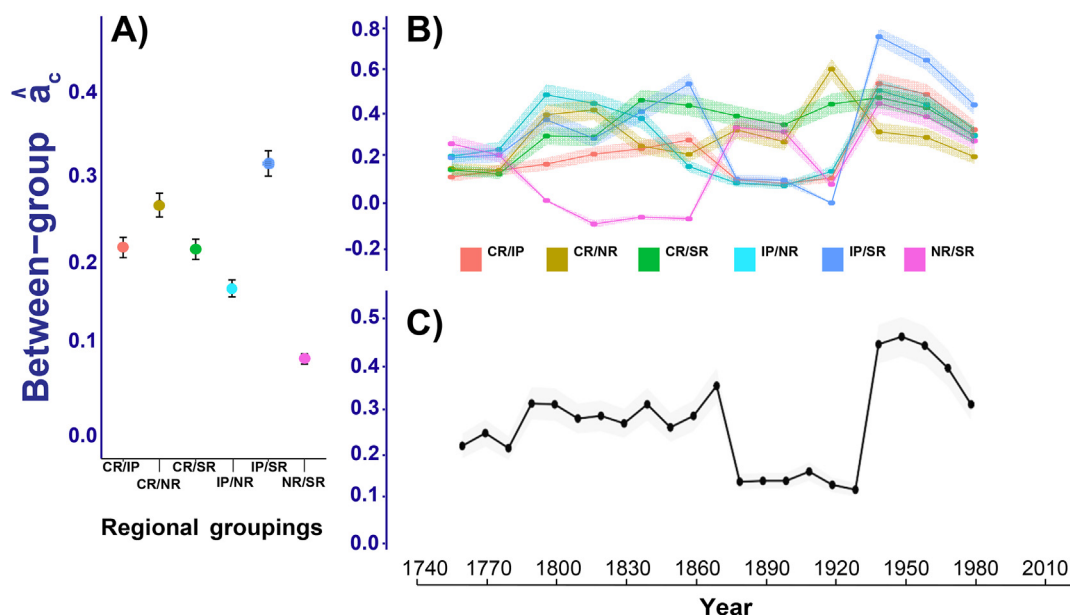 A)
Between-group â_c
0.4
0.3
0.2
0.1
0.0
CR/IP
CR/NR
CR/SR
IP/NR
IP/SR
NR/SR
Regional groupings
B)
0.8
0.6
0.4
0.2
0.0
-0.2
CR/IP CR/NR CR/SR IP/NR IP/SR NR/SR
C)
0.5
0.4
0.3
0.2
0.1
0.0
1740 1770 1800 1830 1860 1890 1920 1950 1980 2010
Year